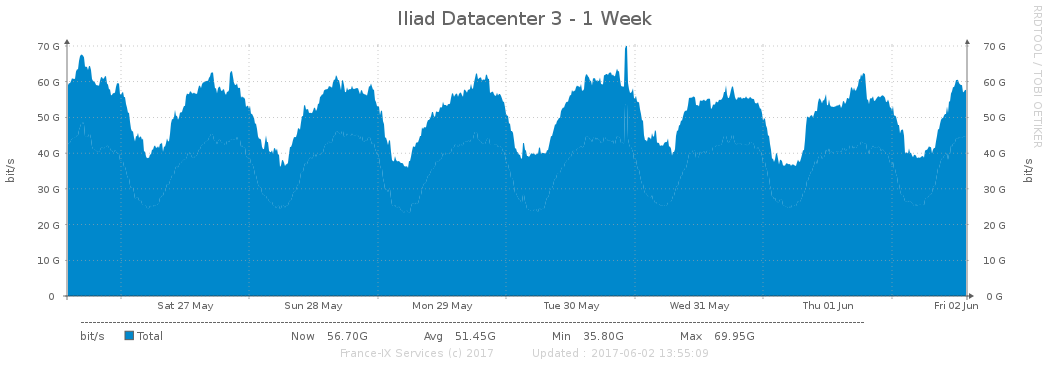 Iliad Datacenter 3 - 1 Week
RRDTOOL / TOBI OETIKER
70 G 70 G
60 G 60 G
50 G 50 G
40 G 40 G
30 G 30 G
20 G 20 G
10 G 10 G
0 0 G
bit/s bit/s
Sat 27 May Sun 28 May Mon 29 May Tue 30 May Wed 31 May Thu 01 Jun Fri 02 Jun
bit/s Total Now 56.70G Avg 51.45G Min 35.80G Max 69.95G
France-IX Services (c) 2017 Updated : 2017-06-02 13:55:09